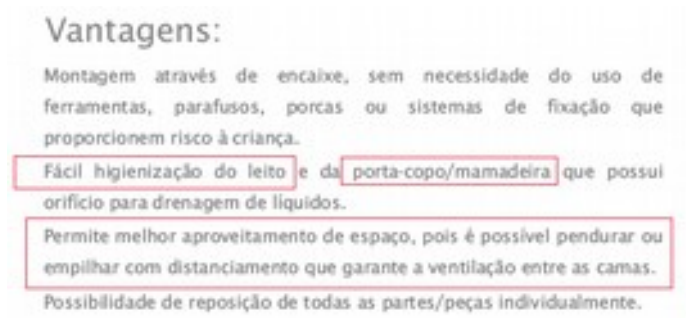 Vantagens:
Montagem através de encaixe, sem necessidade do uso de
ferramentas, parafusos, porcas ou sistemas de fixação que
proporcionem risco à criança.
Fácil higienização do leito e da porta-copo/mamadeira que possui
orifício para drenagem de líquidos.
Permite melhor aproveitamento de espaço, pois é possível pendurar ou
empilhar com distanciamento que garante a ventilação entre as camas.
Possibilidade de reposição de todas as partes/peças individualmente.